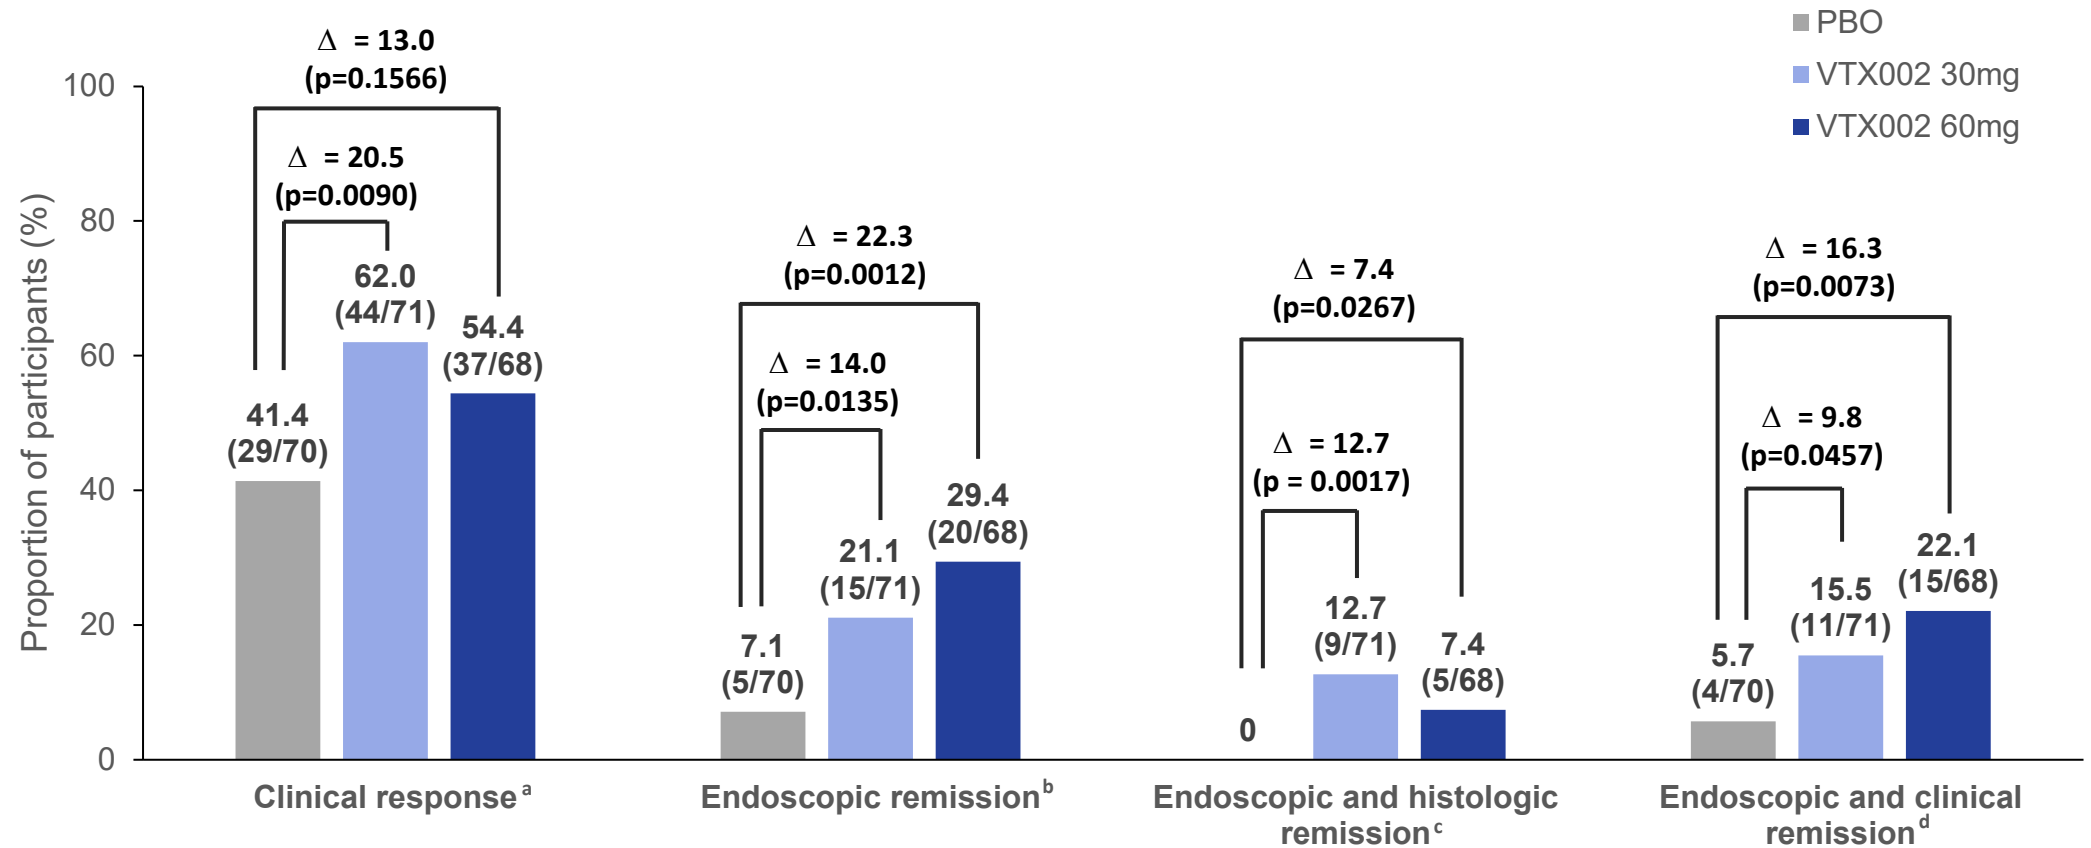 PBO
VTX002 30mg
VTX002 60mg
Proportion of participants (%)
100
80
60
40
20
0
Δ = 13.0
(p=0.1566)
Δ = 20.5
(p=0.0090)
41.4
(29/70)
62.0
(44/71)
54.4
(37/68)
Clinical response a
Δ = 22.3
(p=0.0012)
Δ = 14.0
(p=0.0135)
7.1
(5/70)
21.1
(15/71)
29.4
(20/68)
Endoscopic remission b
Δ = 7.4
(p=0.0267)
Δ = 12.7
(p = 0.0017)
0
12.7
(9/71)
7.4
(5/68)
Endoscopic and histologic
remission c
Δ = 16.3
(p=0.0073)
Δ = 9.8
(p=0.0457)
5.7
(4/70)
15.5
(11/71)
22.1
(15/68)
Endoscopic and clinical
remission d